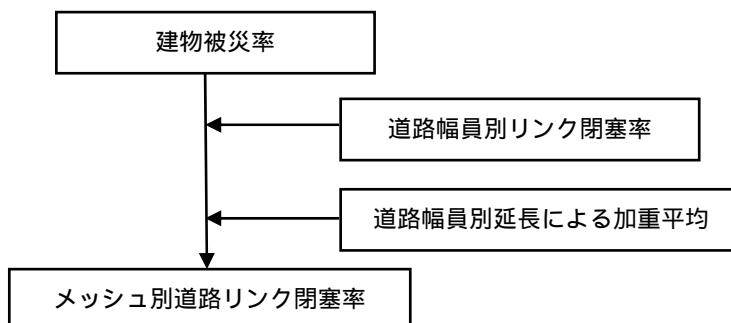 建物被災率
道路幅員別リンク閉塞率
道路幅員別延長による加重平均
メッシュ別道路リンク閉塞率